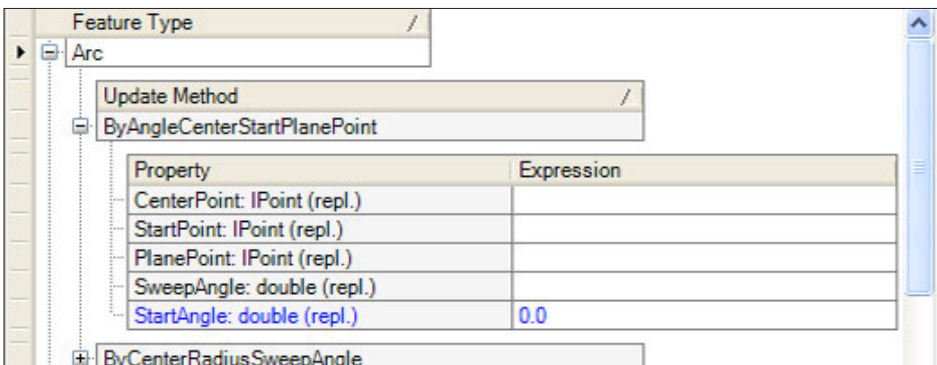 Feature Type /
Arc
Update Method /
ByAngleCenterStartPlanePoint
Property Expression
CenterPoint: IPoint (repl.)
StartPoint: IPoint (repl.)
PlanePoint: IPoint (repl.)
SweepAngle: double (repl.)
StartAngle: double (repl.) 0.0
ByCenterRadiusSweepAngle